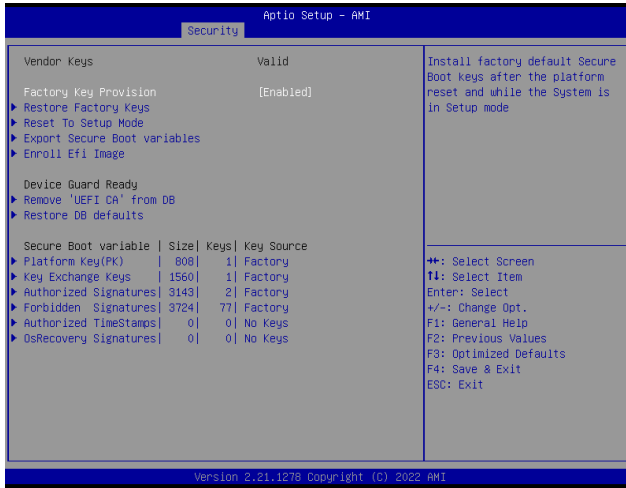 Aptio Setup - AMI
Security
Vendor Keys Valid
Factory Key Provision [Enabled]
▶ Restore Factory Keys
▶ Reset To Setup Mode
▶ Export Secure Boot variables
▶ Enroll Efi Image
Device Guard Ready
▶ Remove 'UEFI CA' from DB
▶ Restore DB defaults
Secure Boot variable | Size| Keys| Key Source
▶ Platform Key(PK) | 808| 1| Factory
▶ Key Exchange Keys | 1560| 1| Factory
▶ Authorized Signatures| 3143| 2| Factory
▶ Forbidden Signatures| 3724| 77| Factory
▶ Authorized TimeStamps| 0| 0| No Keys
▶ OsRecovery Signatures| 0| 0| No Keys
Install factory default Secure
Boot keys after the platform
reset and while the System is
in Setup mode
→←: Select Screen
↑↓: Select Item
Enter: Select
+/-: Change Opt.
F1: General Help
F2: Previous Values
F3: Optimized Defaults
F4: Save & Exit
ESC: Exit
Version 2.21.1278 Copyright (C) 2022 AMI